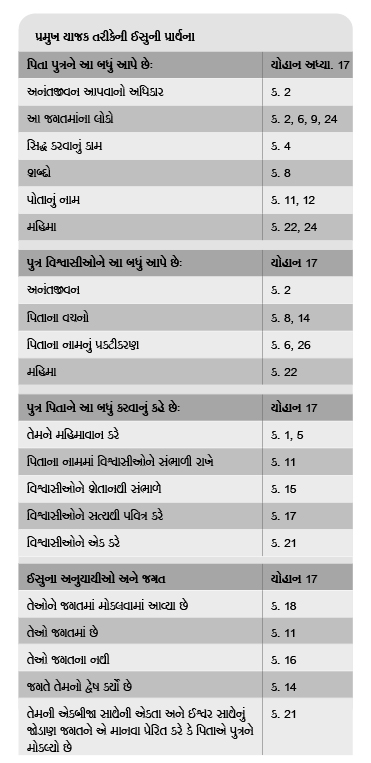 પ્રમુખ યાજક તરીકેની ઈસુની પ્રાર્થના
પિતા પુત્રને આ બધું આપે છેઃ યોહાન અધ્યા. 17
અનંતજીવન આપવાનો અધિકાર ક. 2
આ જગતમાંના લોકો ક. 2, 6, 9, 24
સિદ્ધ કરવાનું કામ ક. 4
શબ્દો ક. 8
પોતાનું નામ ક. 11, 12
મહિમા ક. 22, 24
પુત્ર વિશ્વાસીઓને આ બધું આપે છેઃ યોહાન 17
અનંતજીવન ક. 2
પિતાના વચનો ક. 8, 14
પિતાના નામનું પ્રકટીકરણ ક. 6, 26
મહિમા ક. 22
પુત્ર પિતાને આ બધું કરવાનું કહે છેઃ યોહાન 17
તેમને મહિમાવાન કરે ક. 1, 5
પિતાના નામમાં વિશ્વાસીઓને સંભાળી રાખે ક. 11
વિશ્વાસીઓને શેતાનથી સંભાળે ક. 15
વિશ્વાસીઓને સત્યથી પવિત્ર કરે ક. 17
વિશ્વાસીઓને એક કરે ક. 21
ઈસુના અનુયાયીઓ અને જગત યોહાન 17
તેઓને જગતમાં મોકલવામાં આવ્યા છે ક. 18
તેઓ જગતમાં છે ક. 11
તેઓ જગતના નથી ક. 16
જગતે તેમનો દ્વેષ કર્યો છે ક. 14
તેમની એકબીજા સાથેની એકતા અને ઈશ્વર સાથેનું ક. 21
જોડાણ જગતને એ માનવા પ્રેરિત કરે કે પિતાએ પુત્રને
મોકલ્યો છે